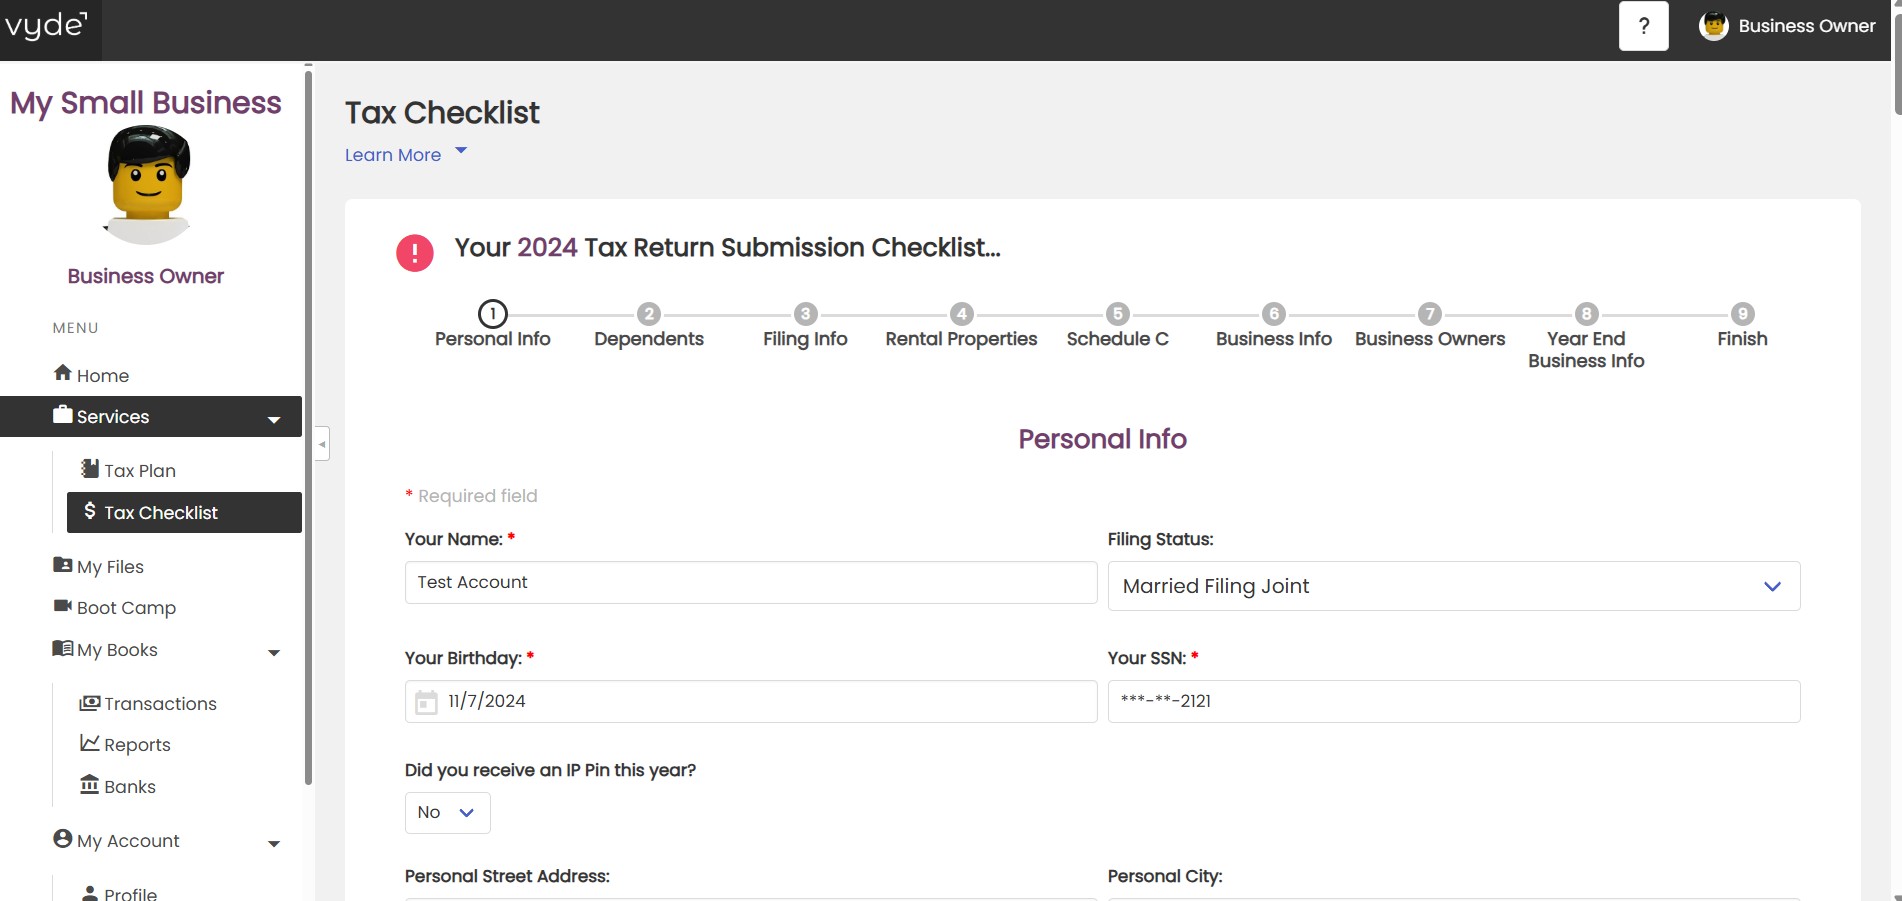 vyde
?
Business Owner
My Small Business
Business Owner
MENU
Home
Services
Tax Plan
$ Tax Checklist
My Files
Boot Camp
My Books
Transactions
Reports
Banks
My Account
Profile
Tax Checklist
Learn More
! Your 2024 Tax Return Submission Checklist...
1 2 3 4 5 6 7 8 9
Personal Info Dependents Filing Info Rental Properties Schedule C Business Info Business Owners Year End Finish
Business Info
Personal Info
* Required field
Your Name: * Filing Status:
Test Account Married Filing Joint
Your Birthday: * Your SSN: *
11/7/2024 ***-**-2121
Did you receive an IP Pin this year?
No
Personal Street Address: Personal City: